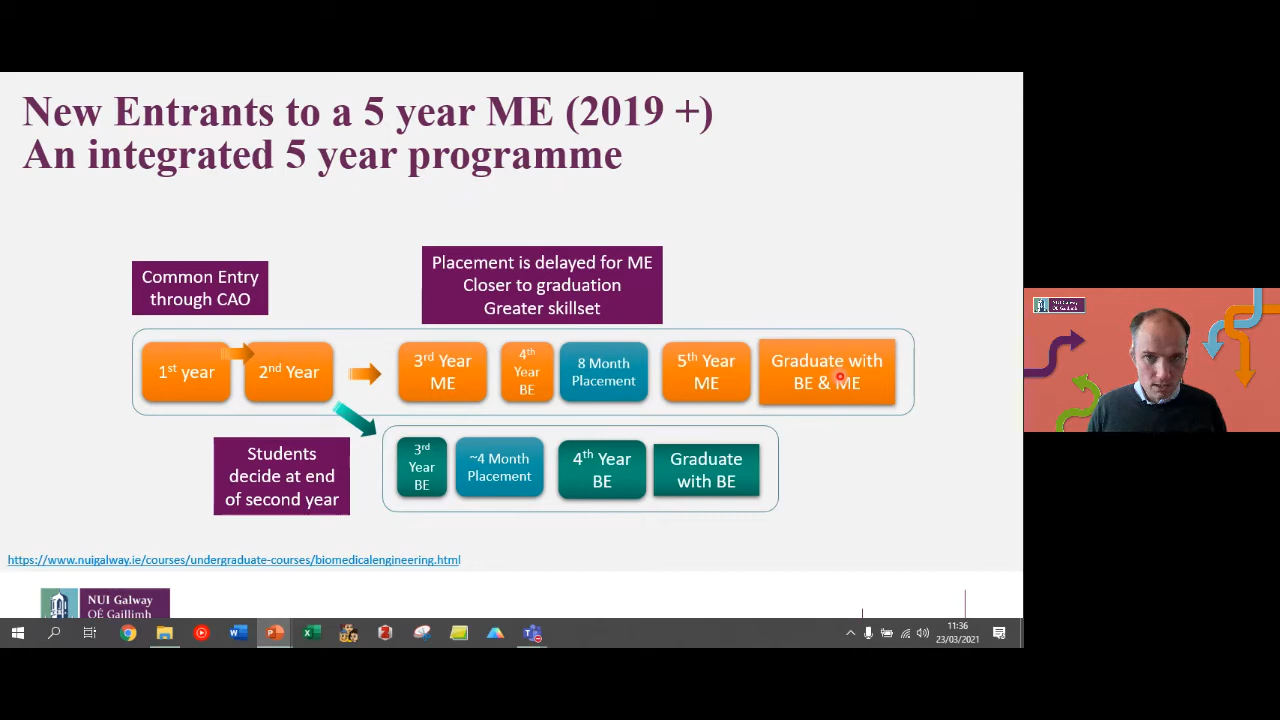 New Entrants to a 5 year ME (2019 +)
An integrated 5 year programme
Common Entry
through CAO
Placement is delayed for ME
Closer to graduation
Greater skillset
1st year
2nd Year
3rd Year
ME
4th
Year
BE
8 Month
Placement
5th Year
ME
Graduate with
BE & ME
Students
decide at end
of second year
3rd
Year
BE
~4 Month
Placement
4th Year
BE
Graduate
with BE
https://www.nuigalway.ie/courses/undergraduate-courses/biomedicalengineering.html
NUI Galway
OÉ Gaillimh
NUI Galway
OÉ Gaillimh
11:36
23/03/2021